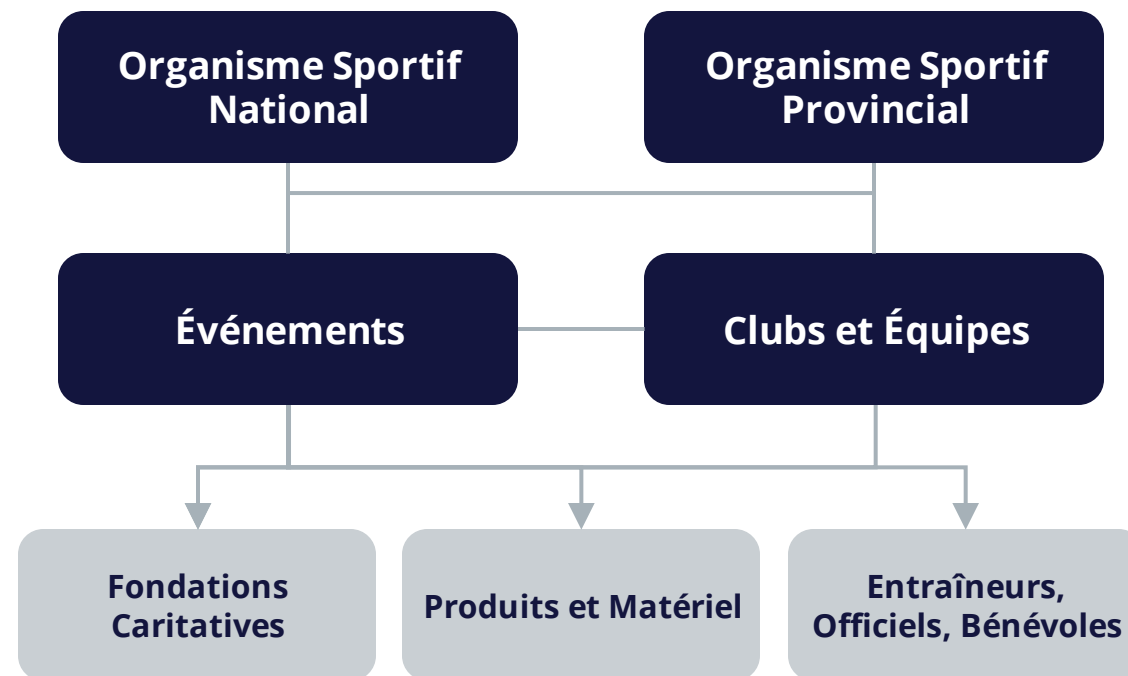 Organisme Sportif
National
Organisme Sportif
Provincial
Événements
Clubs et Équipes
Fondations
Caritatives
Produits et Matériel
Entraîneurs,
Officiels, Bénévoles